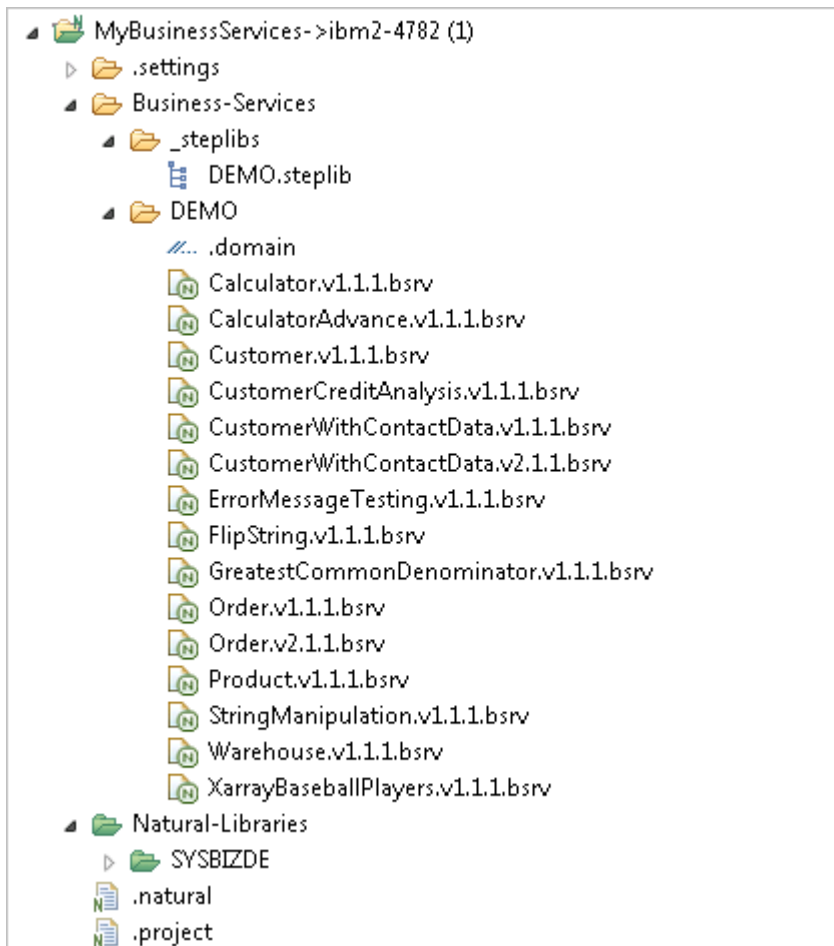 MyBusinessServices->ibm2-4782 (1)
.settings
Business-Services
_steplibs
DEMO.steplib
DEMO
//... .domain
Calculator.v1.1.1.bsrv
CalculatorAdvance.v1.1.1.bsrv
Customer.v1.1.1.bsrv
CustomerCreditAnalysis.v1.1.1.bsrv
CustomerWithContactData.v1.1.1.bsrv
CustomerWithContactData.v2.1.1.bsrv
ErrorMessageTesting.v1.1.1.bsrv
FlipString.v1.1.1.bsrv
GreatestCommonDenominator.v1.1.1.bsrv
Order.v1.1.1.bsrv
Order.v2.1.1.bsrv
Product.v1.1.1.bsrv
StringManipulation.v1.1.1.bsrv
Warehouse.v1.1.1.bsrv
XarrayBaseballPlayers.v1.1.1.bsrv
Natural-Libraries
SYSBIZDE
.natural
.project